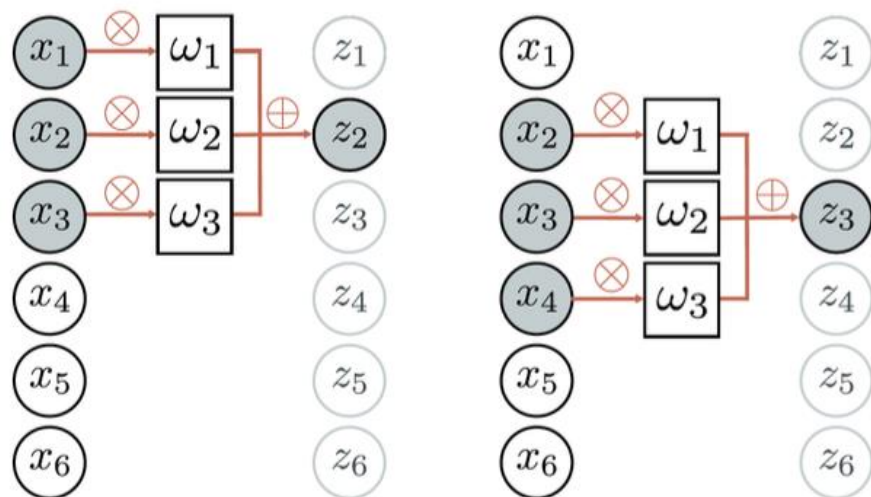 x₁ ⊗ ω₁ z₁
x₂ ⊗ ω₂ ⊕ z₂
x₃ ⊗ ω₃ z₃
x₄ z₄
x₅ z₅
x₆ z₆
x₁ z₁
x₂ ⊗ ω₁ z₂
x₃ ⊗ ω₂ ⊕ z₃
x₄ ⊗ ω₃ z₄
x₅ z₅
x₆ z₆